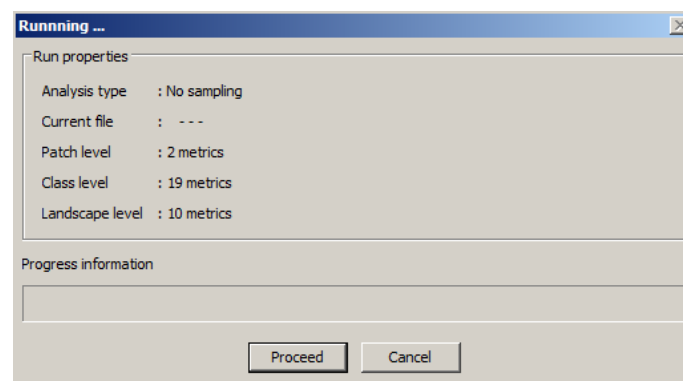 Runnning ...
Run properties
Analysis type : No sampling
Current file : - - -
Patch level : 2 metrics
Class level : 19 metrics
Landscape level : 10 metrics
Progress information
Proceed Cancel